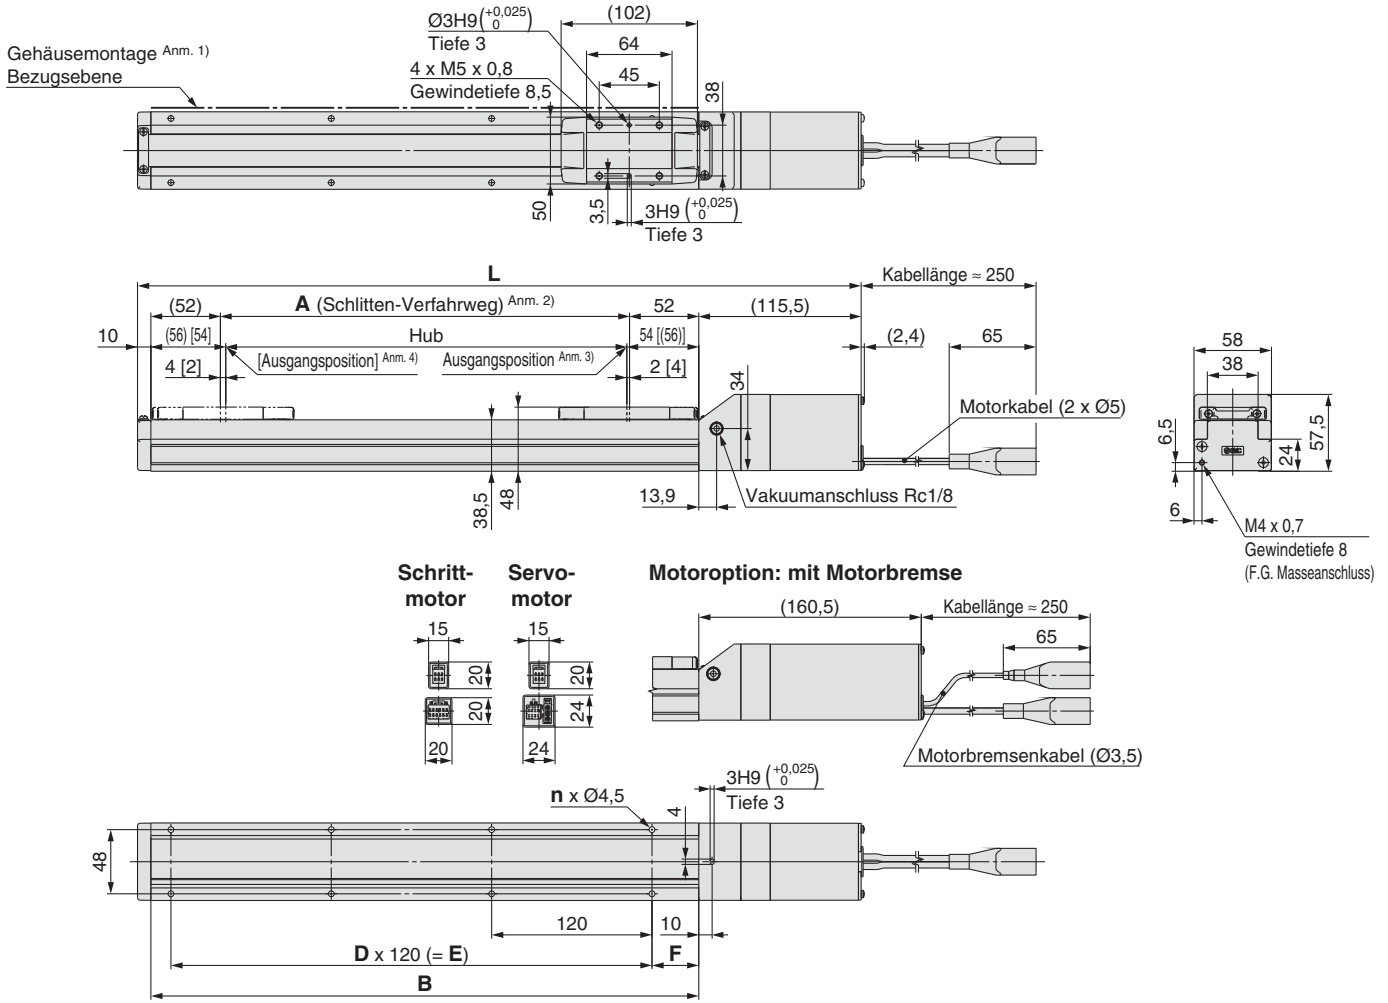 Gehäusemontage Anm. 1)
Bezugsebene
Ø3H9 (+0,025 0)
Tiefe 3
4 x M5 x 0,8
Gewindetiefe 8,5
(102)
64
45
38
50
3,5
3H9 (+0,025 0)
Tiefe 3
L
Kabellänge ≈ 250
(52)
A (Schlitten-Verfahrweg) Anm. 2)
52
(115,5)
10
(56) [54]
Hub
54 [(56)]
(2,4)
65
4 [2]
[Ausgangsposition] Anm. 4)
Ausgangsposition Anm. 3)
2 [4]
34
Motorkabel (2 x Ø5)
38,5
48
13,9
Vakuumanschluss Rc1/8
58
38
6,5
24
57,5
6
SMC
M4 x 0,7
Gewindetiefe 8
(F.G. Masseanschluss)
Schritt-
motor
Servo-
motor
15
20
20
20
15
20
24
24
Motoroption: mit Motorbremse
(160,5)
Kabellänge ≈ 250
65
Motorbremsenkabel (Ø3,5)
n x Ø4,5
3H9 (+0,025 0)
Tiefe 3
4
48
120
10
D x 120 (= E)
F
B